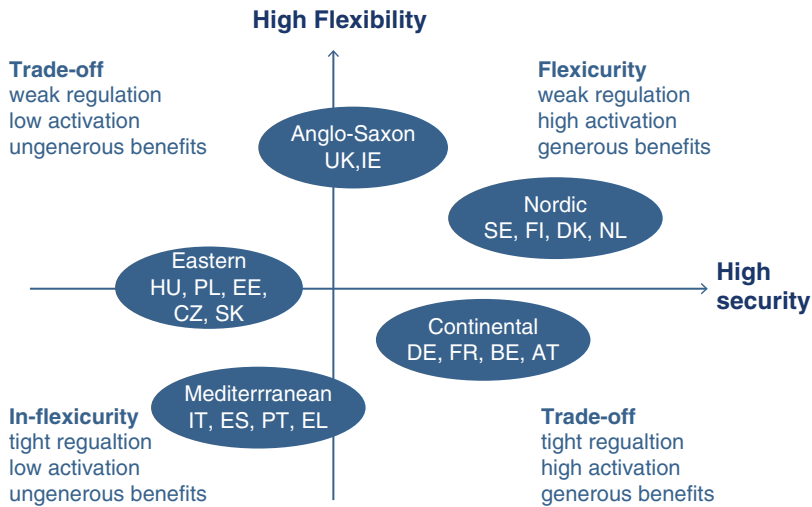 High Flexibility
Trade-off
weak regulation
low activation
ungenerous benefits
Flexicurity
weak regulation
high activation
generous benefits
Anglo-Saxon
UK,IE
Nordic
SE, FI, DK, NL
Eastern
HU, PL, EE,
CZ, SK
High
security
Continental
DE, FR, BE, AT
Mediterrranean
IT, ES, PT, EL
In-flexicurity
tight regualtion
low activation
ungenerous benefits
Trade-off
tight regualtion
high activation
generous benefits